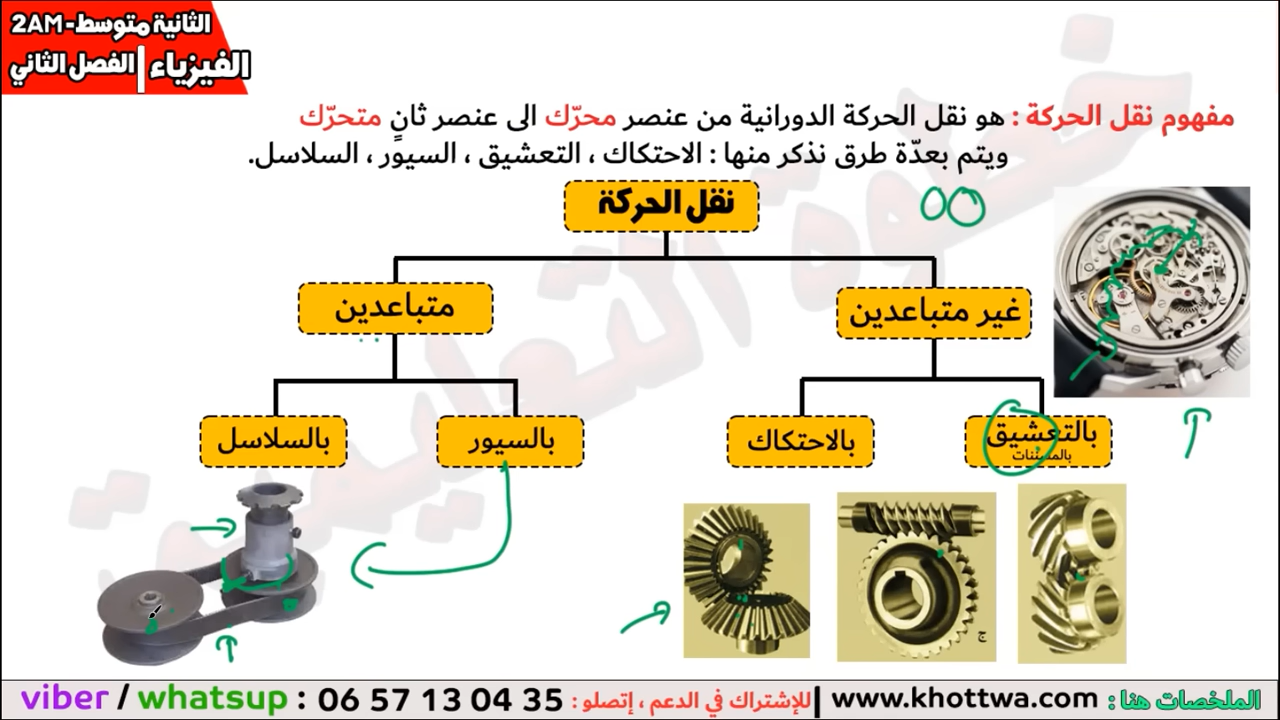 الثانية متوسط-2AM
الفيزياء | الفصل الثاني
مفهوم نقل الحركة : هو نقل الحركة الدورانية من عنصر محرّك الى عنصر ثانٍ متحرّك
ويتم بعدّة طرق نذكر منها : الاحتكاك ، التعشيق ، السيور ، السلاسل.
نقل الحركة
غير متباعدين
متباعدين
بالتعشيق
بالمسننات
بالاحتكاك
بالسيور
بالسلاسل
ج
خطوة التعليمية
الملخصات هنا : www.khottwa.com | للإشتراك في الدعم ، إتصلو : viber / whatsup : 06 57 13 04 35